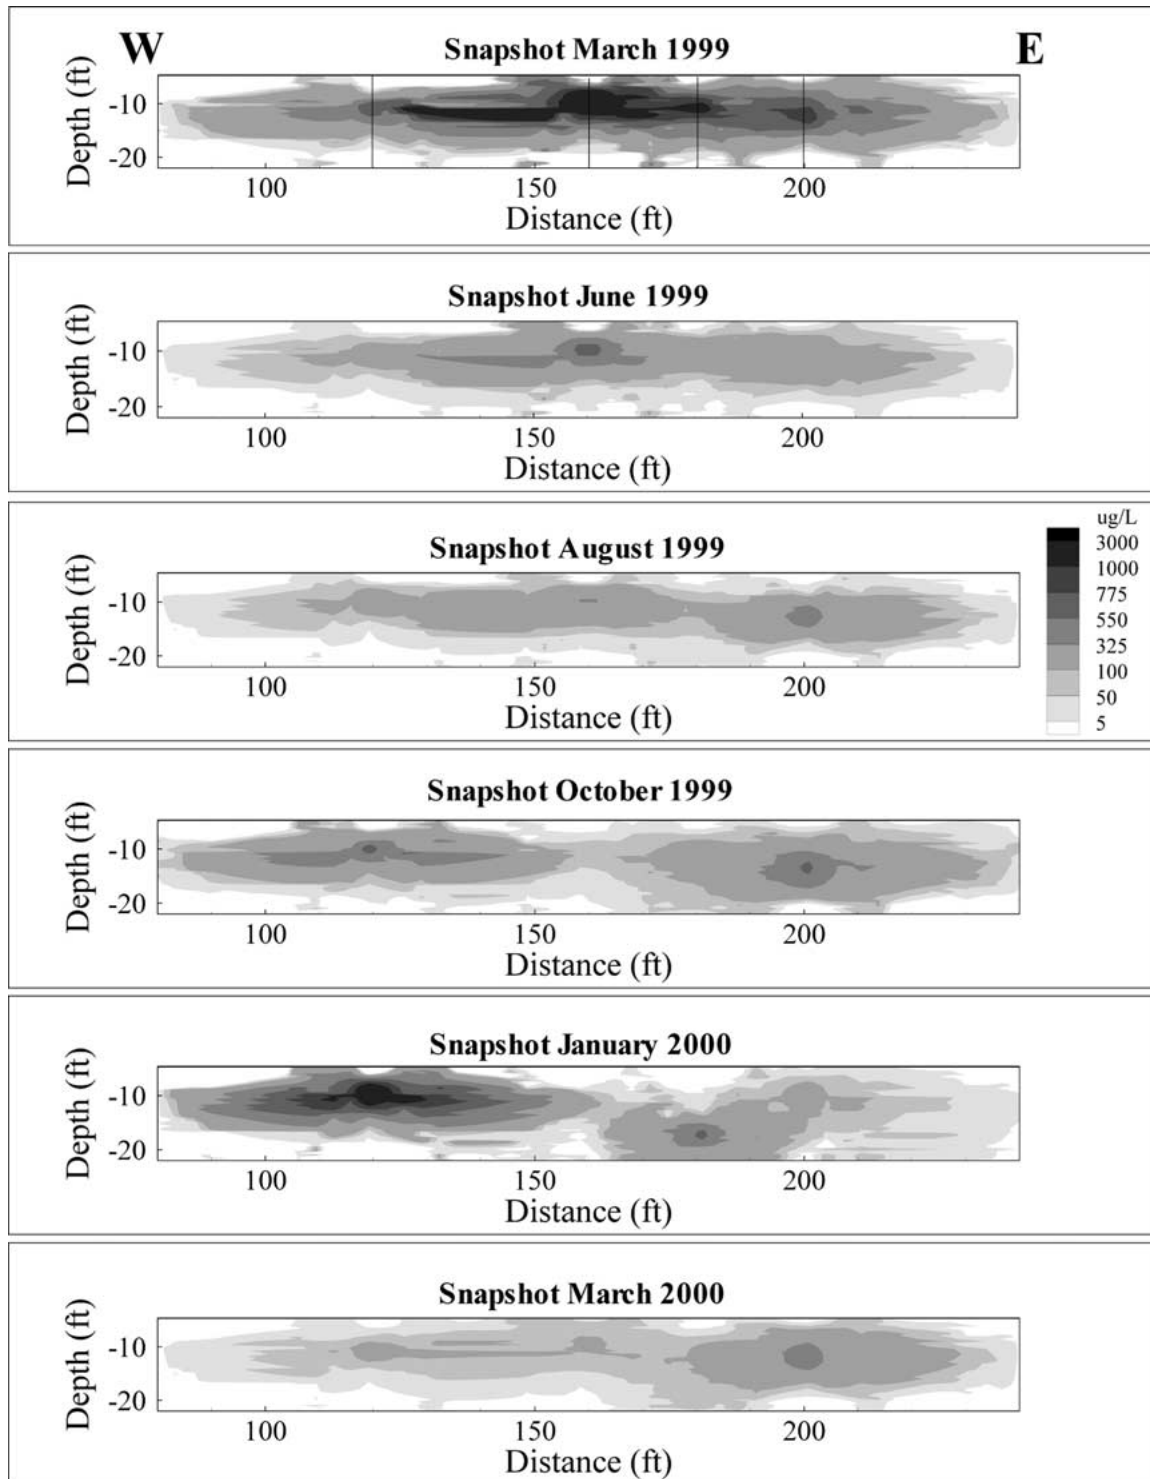 W Snapshot March 1999 E
Depth (ft)
-10
-20
100 150 200
Distance (ft)
Snapshot June 1999
Depth (ft)
-10
-20
100 150 200
Distance (ft)
Snapshot August 1999
Depth (ft)
-10
-20
100 150 200
Distance (ft)
ug/L
3000
1000
775
550
325
100
50
5
Snapshot October 1999
Depth (ft)
-10
-20
100 150 200
Distance (ft)
Snapshot January 2000
Depth (ft)
-10
-20
100 150 200
Distance (ft)
Snapshot March 2000
Depth (ft)
-10
-20
100 150 200
Distance (ft)